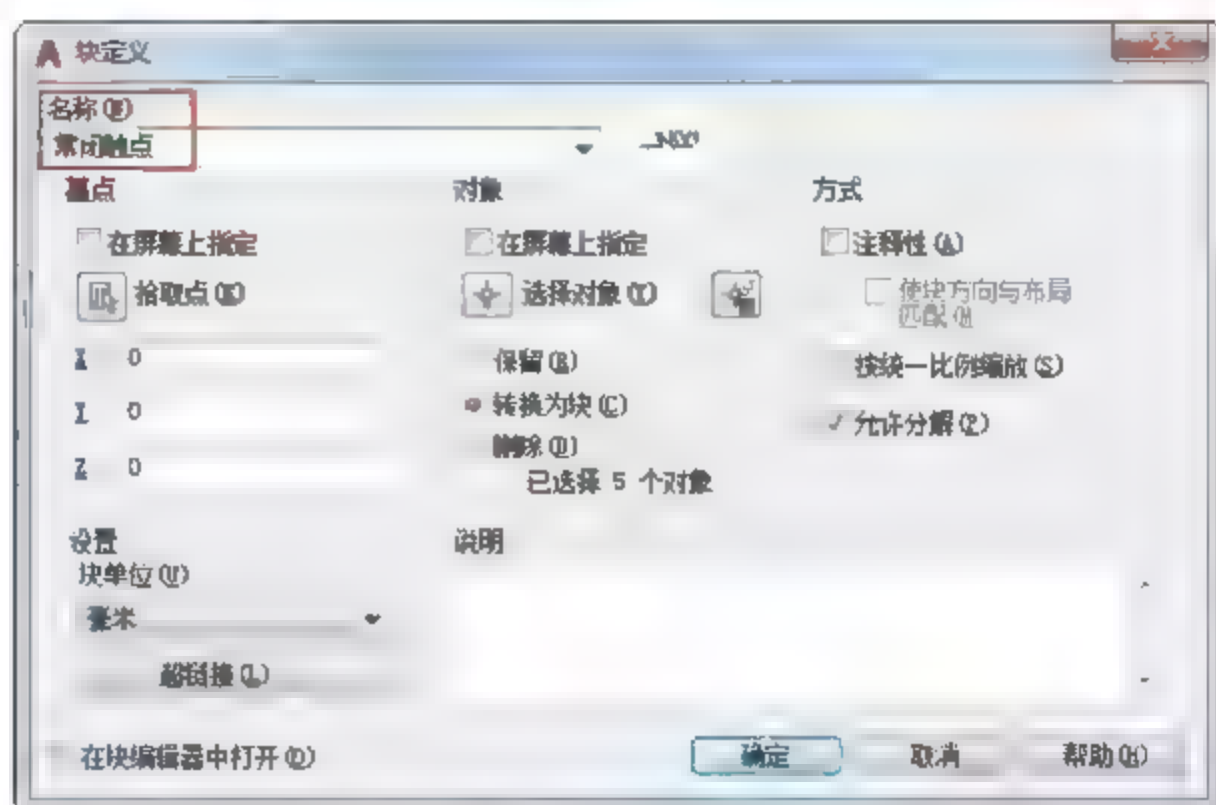 块定义
名称(N)
常闭触点
基点
在屏幕上指定
拾取点(K)
X 0
Y 0
Z 0
对象
在屏幕上指定
选择对象(T)
保留(R)
转换为块(C)
删除(D)
已选择 5 个对象
方式
注释性(A)
使块方向与布局
匹配(M)
按统一比例缩放(S)
允许分解(P)
设置
块单位(U)
毫米
超链接(L)
说明
在块编辑器中打开(O)
确定
取消
帮助(H)